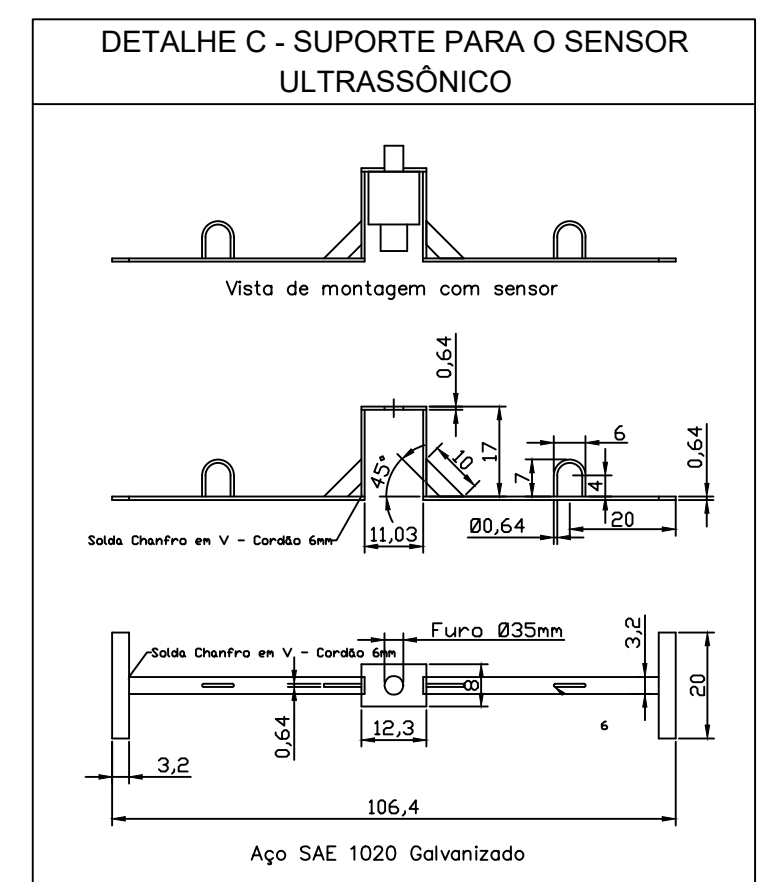 DETALHE C - SUPORTE PARA O SENSOR
ULTRASSÔNICO
Vista de montagem com sensor
0,64
6
0,64
17
10
45°
7
4
Solda Chanfro em V - Cordão 6mm
11,03
Ø0,64
20
Furo Ø35mm
3,2
Solda Chanfro em V - Cordão 6mm
8
20
0,64
12,3
6
3,2
106,4
Aço SAE 1020 Galvanizado